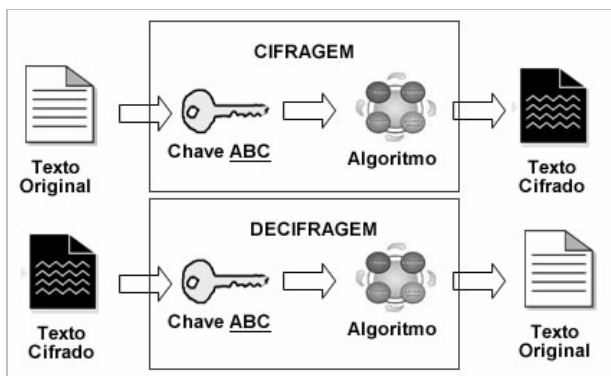 CIFRAGEM
Texto
Original
Chave ABC
Algoritmo
Texto
Cifrado
DECIFRAGEM
Texto
Cifrado
Chave ABC
Algoritmo
Texto
Original